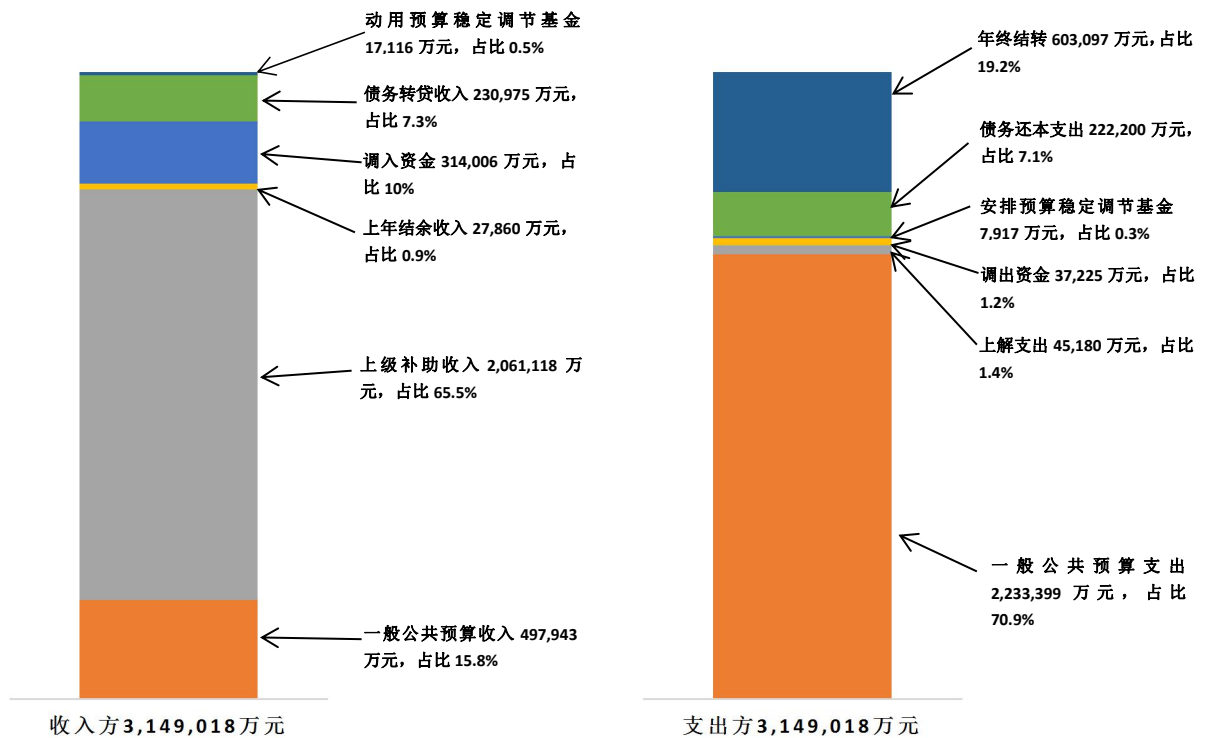 动用预算稳定调节基金
17,116 万元，占比 0.5%
债务转贷收入 230,975 万元，
占比 7.3%
调入资金 314,006 万元，占
比 10%
上年结余收入 27,860 万元，
占比 0.9%
上级补助收入 2,061,118 万
元，占比 65.5%
一般公共预算收入 497,943
万元，占比 15.8%
收入方3,149,018万元
年终结转 603,097 万元，占比
19.2%
债务还本支出 222,200 万元，
占比 7.1%
安排预算稳定调节基金
7,917 万元，占比 0.3%
调出资金 37,225 万元，占比
1.2%
上解支出 45,180 万元，占比
1.4%
一般公共预算支出
2,233,399 万元，占比
70.9%
支出方3,149,018万元